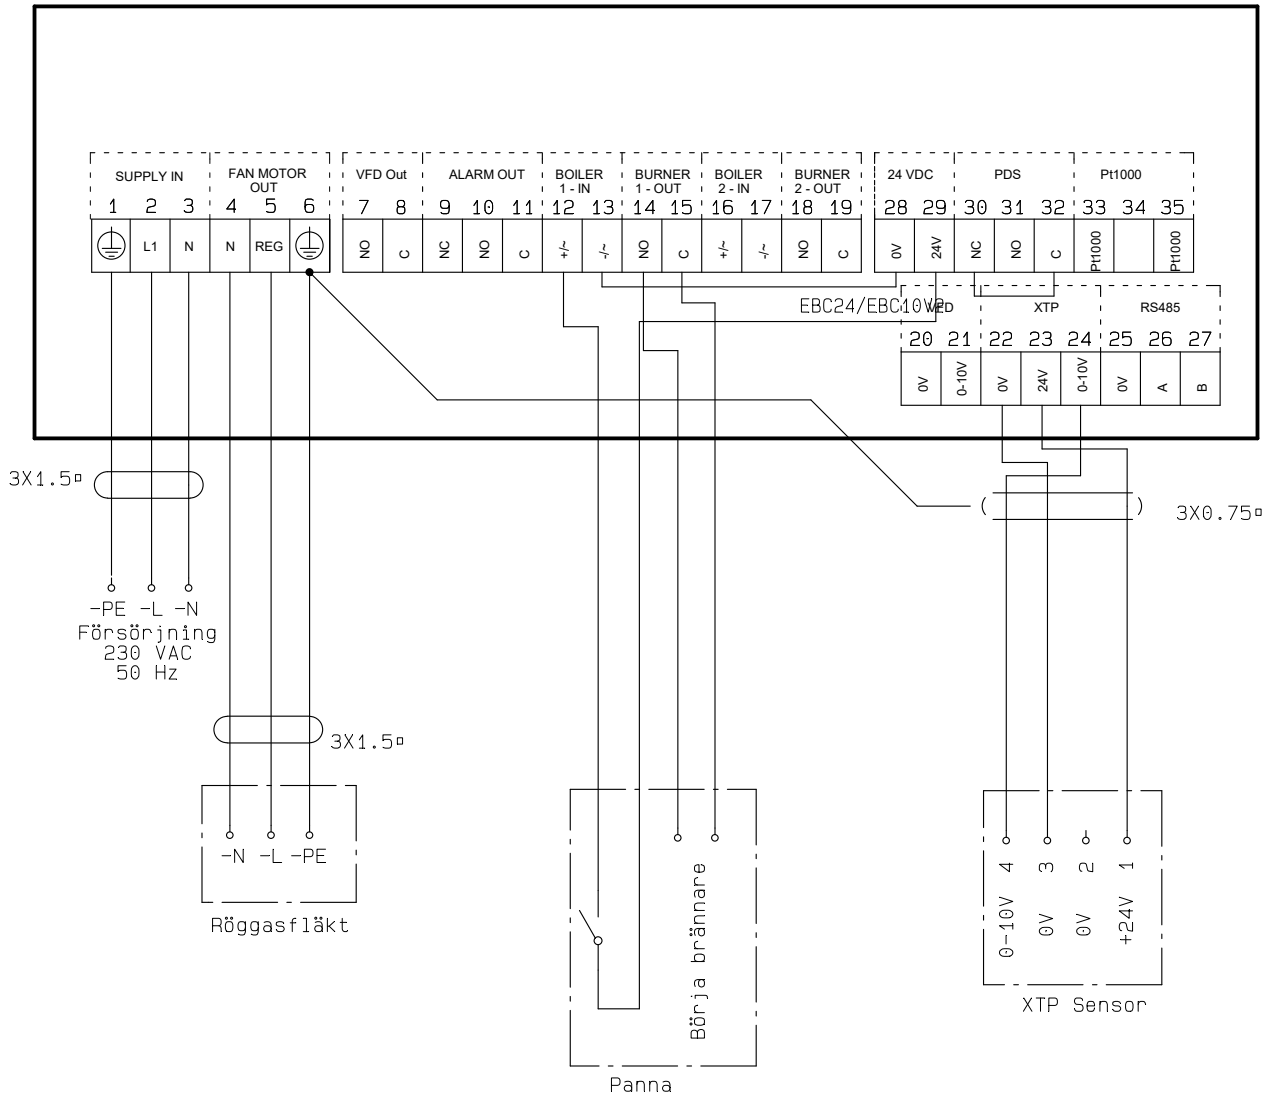 SUPPLY IN
FAN MOTOR
OUT
VFD Out
ALARM OUT
BOILER
1 - IN
BURNER
1 - OUT
BOILER
2 - IN
BURNER
2 - OUT
24 VDC
PDS
Pt1000
1 2 3 4 5 6 7 8 9 10 11 12 13 14 15 16 17 18 19 28 29 30 31 32 33 34 35
L1 N N REG NO C NC NO C +/~ -/~ NO C +/~ -/~ NO C 0V 24V NC NO C Pt1000 Pt1000
EBC24/EBC10V2
VFD
XTP
RS485
20 21 22 23 24 25 26 27
0V 0-10V 0V 24V 0-10V 0V A B
3X1.5▫
3X0.75▫
-PE -L -N
Försörjning
230 VAC
50 Hz
3X1.5▫
-N -L -PE
Röggasfläkt
Börja brännare
Panna
4 3 2 1
0-10V 0V 0V +24V
XTP Sensor